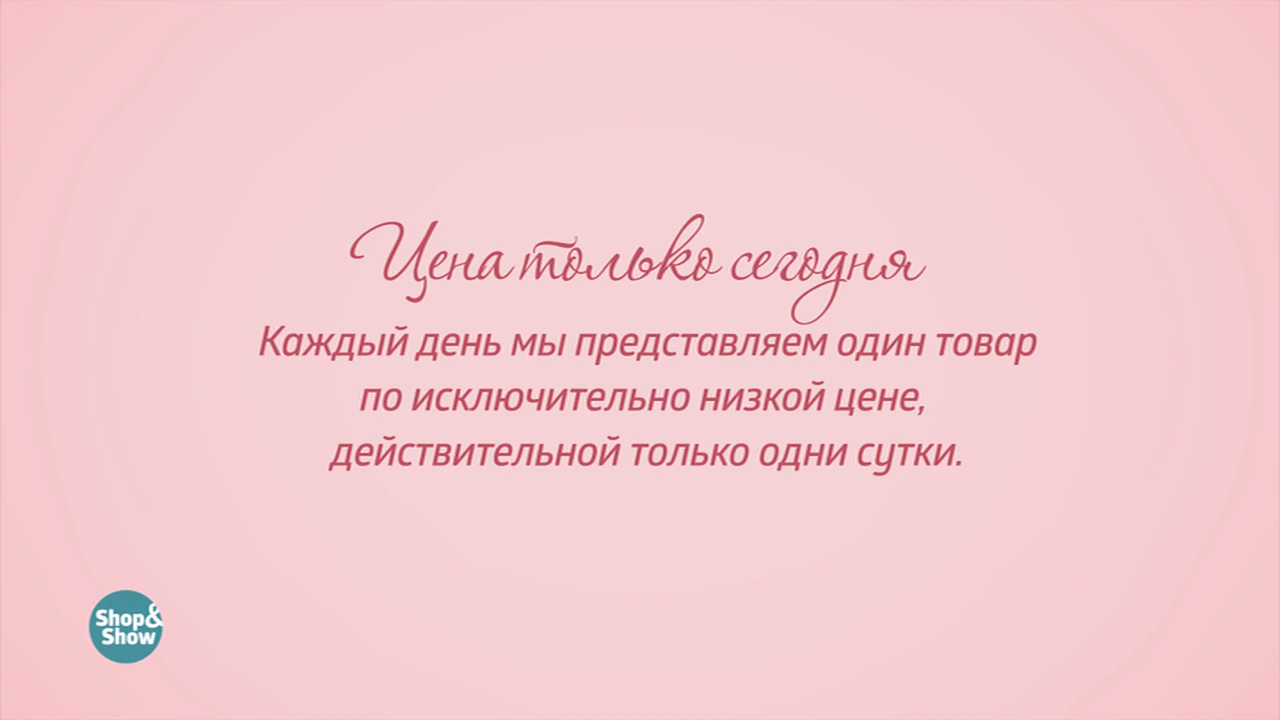 Цена только сегодня
Каждый день мы представляем один товар
по исключительно низкой цене,
действительной только одни сутки.
Shop&
Show